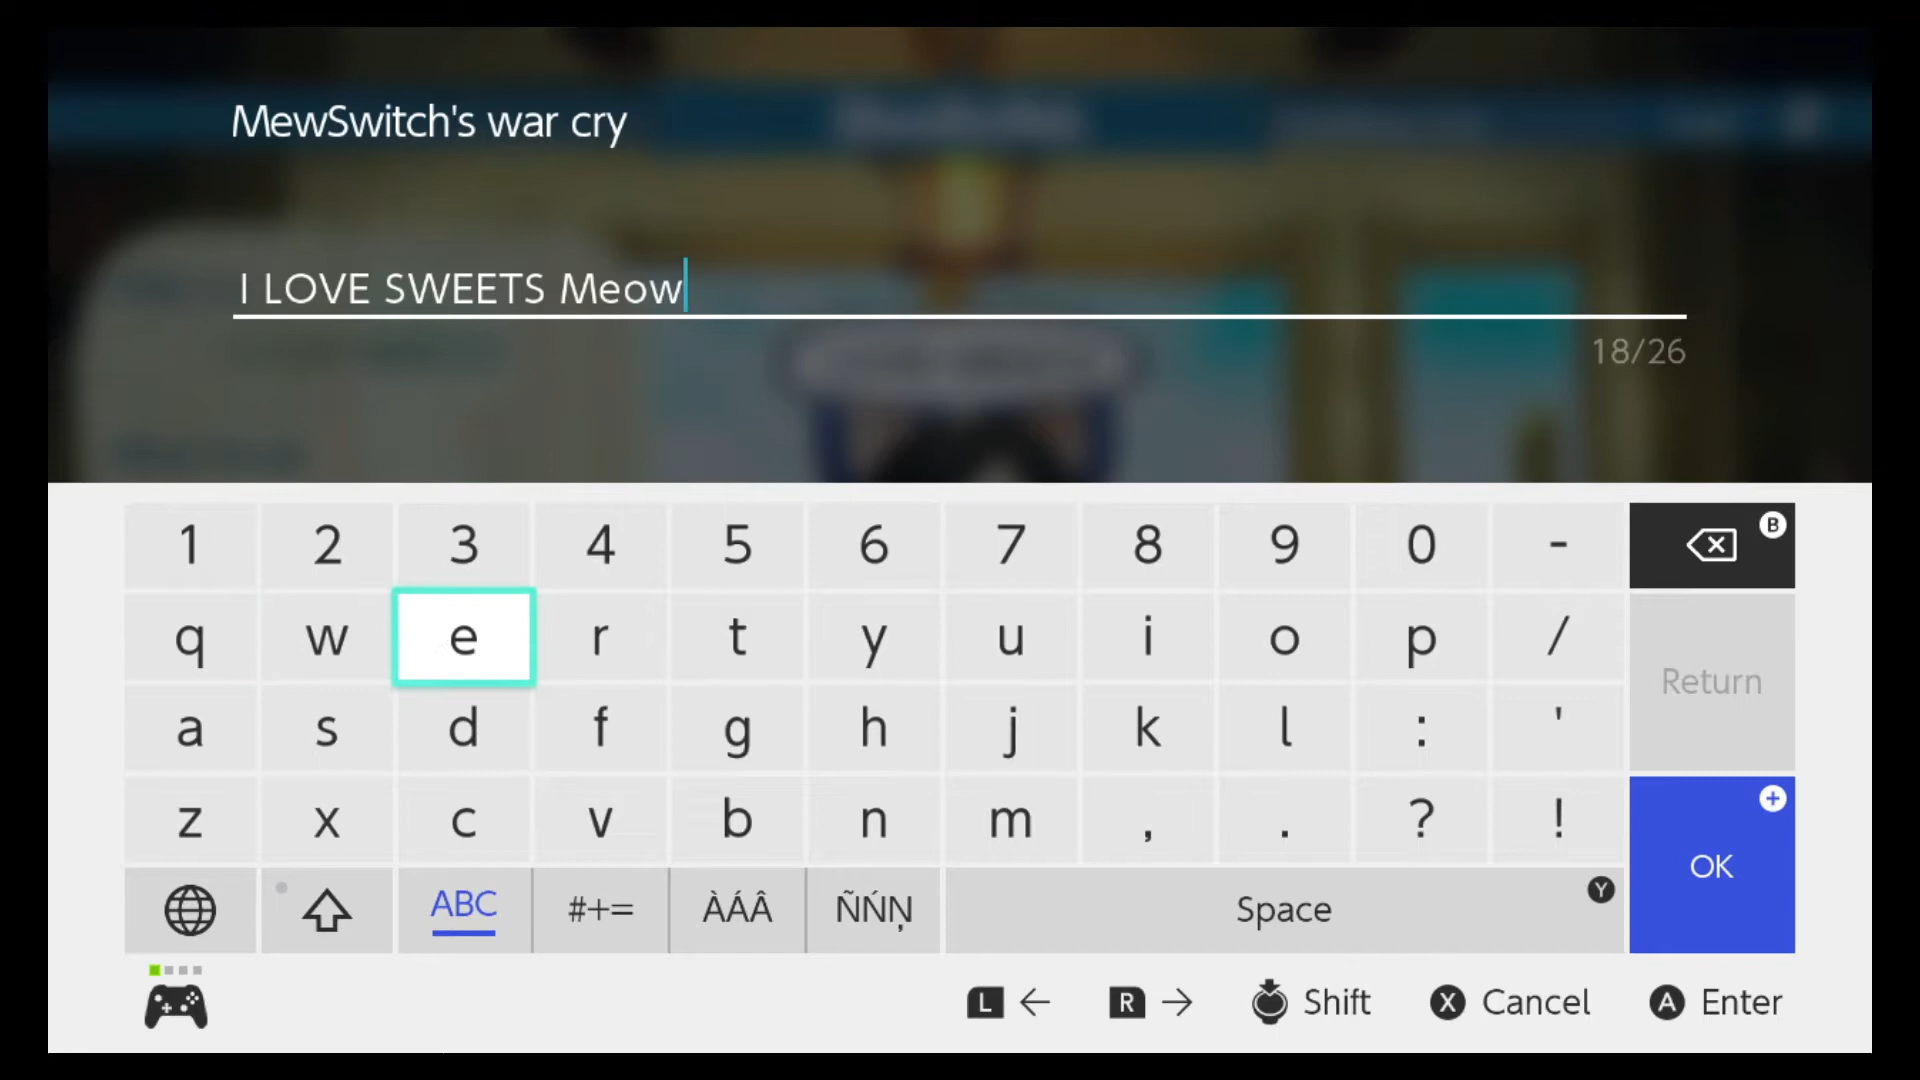 MewSwitch's war cry
I LOVE SWEETS Meow
18/26
1 2 3 4 5 6 7 8 9 0 - B
q w e r t y u i o p /
Return
a s d f g h j k l : '
z x c v b n m , . ? ! +
OK
ABC #+= ÀÁÂ ÑŃŅ Space Y
L ← R → Shift X Cancel A Enter